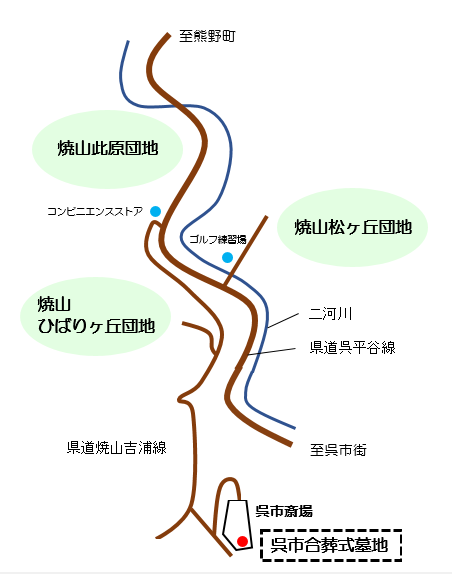 至熊野町
焼山此原団地
コンビニエンスストア
焼山松ヶ丘団地
ゴルフ練習場
焼山
ひばりヶ丘団地
二河川
県道呉平谷線
県道焼山吉浦線
至呉市街
呉市斎場
呉市合葬式墓地